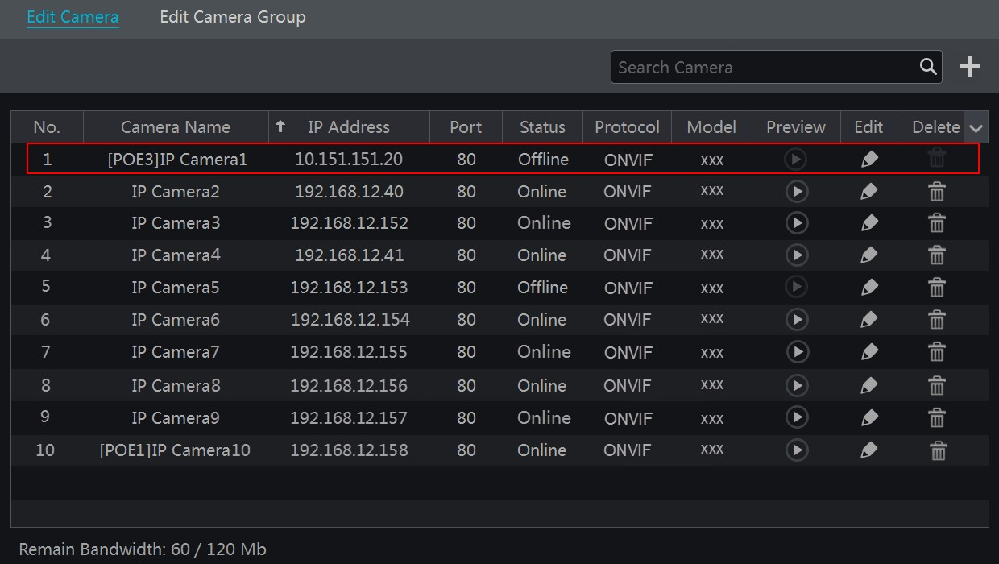 Edit Camera Edit Camera Group
Search Camera
No. Camera Name IP Address Port Status Protocol Model Preview Edit Delete
1 [POE3]IP Camera1 10.151.151.20 80 Offline ONVIF xxx
2 IP Camera2 192.168.12.40 80 Online ONVIF xxx
3 IP Camera3 192.168.12.152 80 Online ONVIF xxx
4 IP Camera4 192.168.12.41 80 Online ONVIF xxx
5 IP Camera5 192.168.12.153 80 Offline ONVIF xxx
6 IP Camera6 192.168.12.154 80 Online ONVIF xxx
7 IP Camera7 192.168.12.155 80 Online ONVIF xxx
8 IP Camera8 192.168.12.156 80 Online ONVIF xxx
9 IP Camera9 192.168.12.157 80 Online ONVIF xxx
10 [POE1]IP Camera10 192.168.12.158 80 Online ONVIF xxx
Remain Bandwidth: 60 / 120 Mb